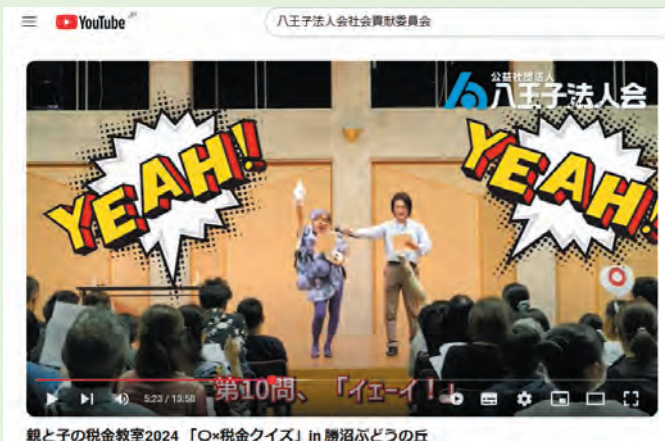 YouTube JP
八王子法人会社会貢献委員会
公益社団法人
八王子法人会
YEAH!
YEAH!
第10問、「イェーイ！」
5:23 / 13:58
親と子の税金教室2024 「○×税金クイズ」in 勝沼ぶどうの丘